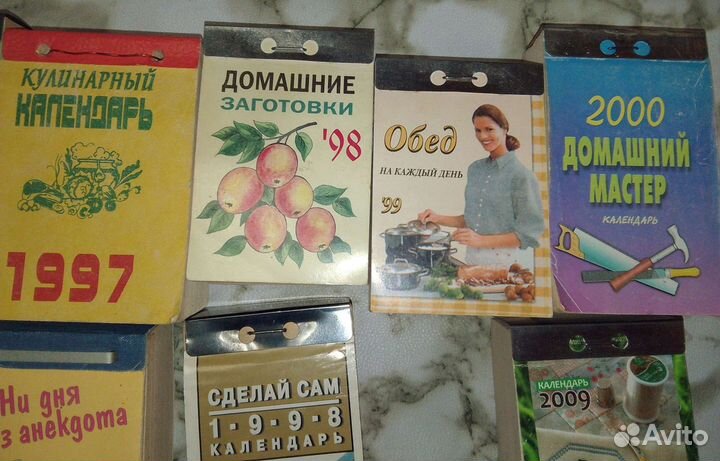 КУЛИНАРНЫЙ
КАЛЕНДАРЬ
1997
ДОМАШНИЕ
ЗАГОТОВКИ
'98
Обед
НА КАЖДЫЙ ДЕНЬ
'99
2000
ДОМАШНИЙ
МАСТЕР
КАЛЕНДАРЬ
Ни дня
з анекдота
СДЕЛАЙ САМ
1-9-9-8
КАЛЕНДАРЬ
КАЛЕНДАРЬ
2009
Avito